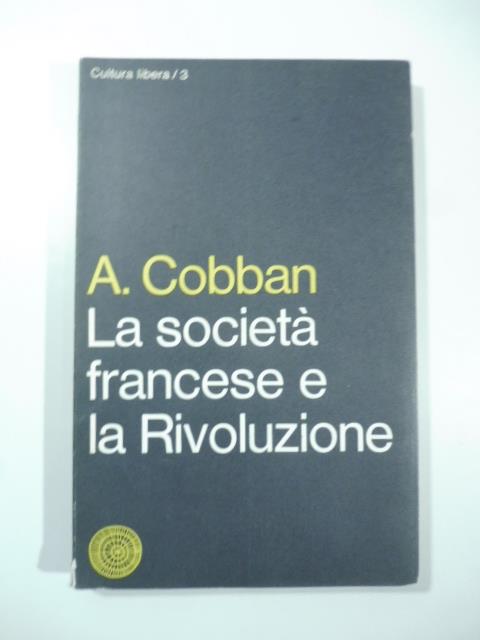 Cultura libera/3
A. Cobban
La società
francese e
la Rivoluzione